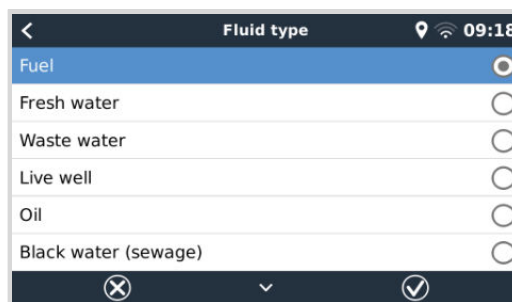 Fluid type 09:18
Fuel
Fresh water
Waste water
Live well
Oil
Black water (sewage)